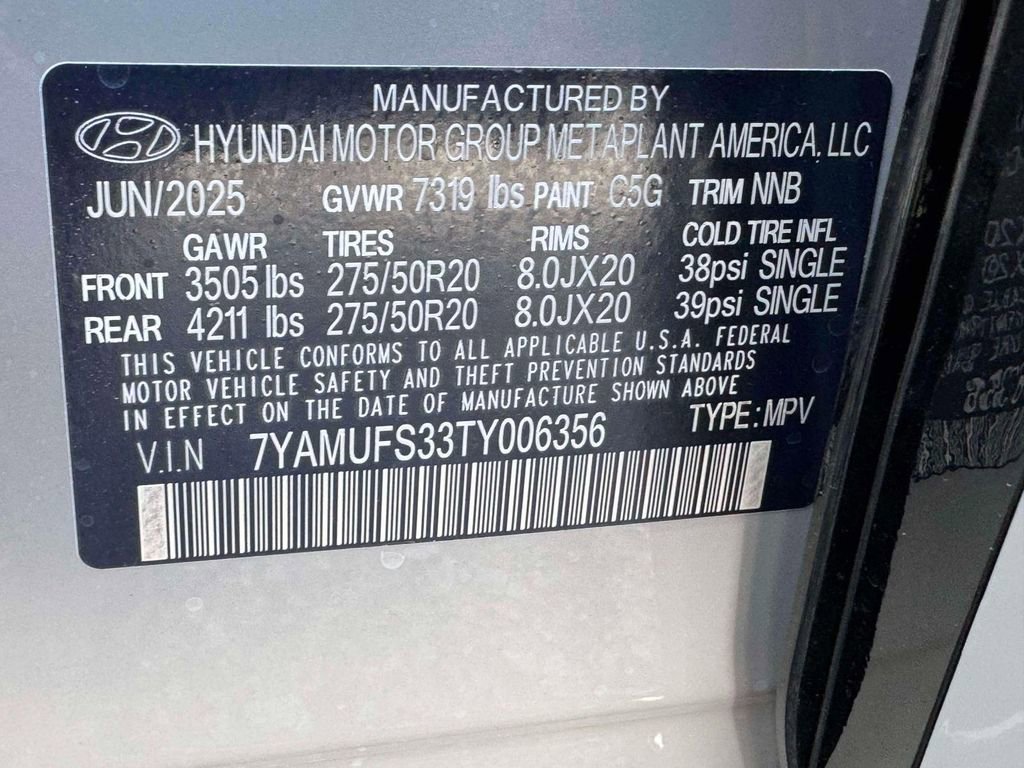 MANUFACTURED BY
HYUNDAI MOTOR GROUP METAPLANT AMERICA, LLC
JUN/2025 GVWR 7319 lbs PAINT C5G TRIM NNB
GAWR TIRES RIMS COLD TIRE INFL
FRONT 3505 lbs 275/50R20 8.0JX20 38psi SINGLE
REAR 4211 lbs 275/50R20 8.0JX20 39psi SINGLE
THIS VEHICLE CONFORMS TO ALL APPLICABLE U.S.A. FEDERAL
MOTOR VEHICLE SAFETY AND THEFT PREVENTION STANDARDS
IN EFFECT ON THE DATE OF MANUFACTURE SHOWN ABOVE
V.I.N 7YAMUFS33TY006356 TYPE: MPV